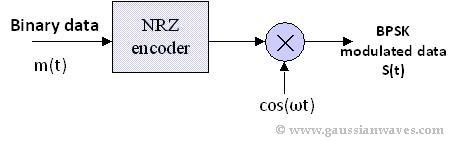 Binary data
m(t)
NRZ
encoder
cos(ωt)
BPSK
modulated data
S(t)
© www.gaussianwaves.com